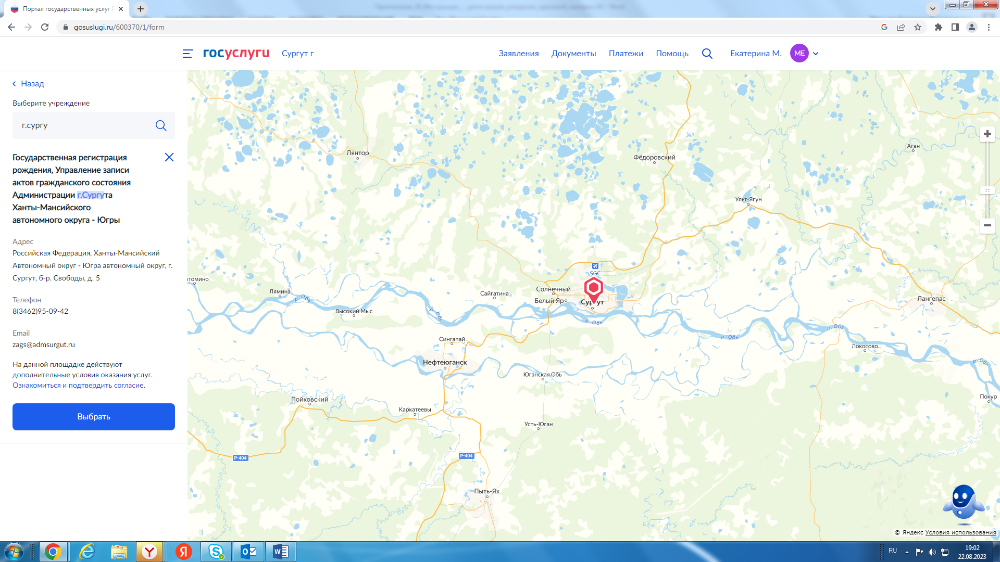 Портал государственных услуг
gosuslugi.ru/600370/1/form
госуслуги
Сургут г
Заявления
Документы
Платежи
Помощь
Екатерина М.
МЕ
Назад
Выберите учреждение
г.сургу
Государственная регистрация
рождения, Управление записи
актов гражданского состояния
Администрации г.Сургута
Ханты-Мансийского
автономного округа - Югры
Адрес
Российская Федерация, Ханты-Мансийский
Автономный округ - Югра автономный округ, г.
Сургут, б-р. Свободы, д. 5
Телефон
8(3462)95-09-42
Email
zags@admsurgut.ru
На данной площадке действуют
дополнительные условия оказания услуг.
Ознакомиться и подтвердить согласие.
Выбрать
Лянтор
Фёдоровский
Аган
Ульт-Ягун
SGC
томино
Лямина
р. Обь
Сайгатина
Солнечный
Белый Яр
Сургут
Лангепас
Высокий Мыс
р. Обь
р. Обь
р. Обь
р. Обь
Сингапай
Локосово
Нефтеюганск
р. Обь
Юганская Обь
Покур
Пойковский
Каркатеевы
Усть-Юган
Р-404
Р-404
Пыть-Ях
© Яндекс Условия использования
RU
19:02
22.08.2023